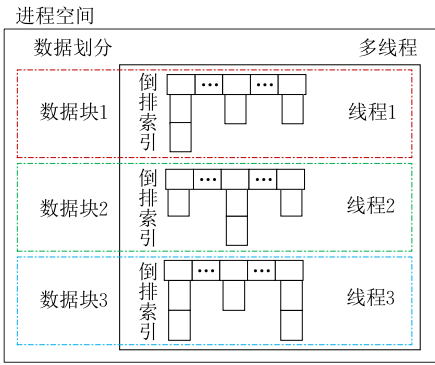 进程空间
数据划分 多线程
数据块1 倒排索引 … … 线程1
数据块2 倒排索引 … … 线程2
数据块3 倒排索引 … … 线程3